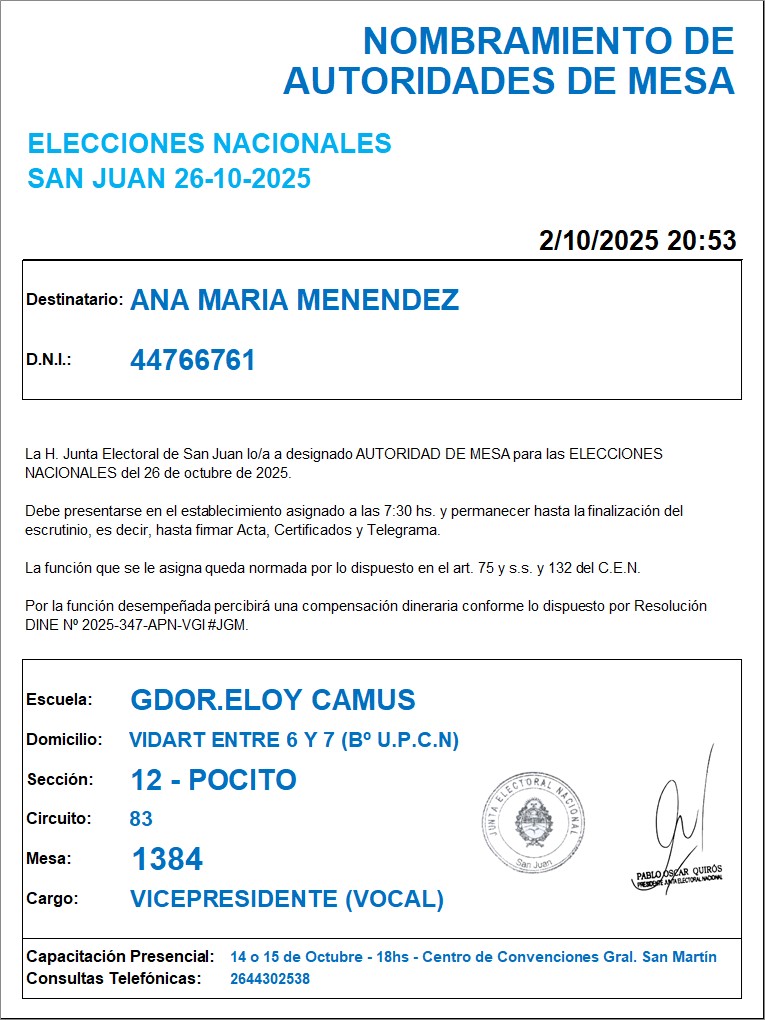 NOMBRAMIENTO DE
AUTORIDADES DE MESA
ELECCIONES NACIONALES
SAN JUAN 26-10-2025
2/10/2025 20:53
Destinatario: ANA MARIA MENENDEZ
D.N.I.: 44766761
La H. Junta Electoral de San Juan lo/a a designado AUTORIDAD DE MESA para las ELECCIONES
NACIONALES del 26 de octubre de 2025.
Debe presentarse en el establecimiento asignado a las 7:30 hs. y permanecer hasta la finalización del
escrutinio, es decir, hasta firmar Acta, Certificados y Telegrama.
La función que se le asigna queda normada por lo dispuesto en el art. 75 y s.s. y 132 del C.E.N.
Por la función desempeñada percibirá una compensación dineraria conforme lo dispuesto por Resolución
DINE Nº 2025-347-APN-VGI#JGM.
Escuela: GDOR.ELOY CAMUS
Domicilio: VIDART ENTRE 6 Y 7 (Bº U.P.C.N)
Sección: 12 - POCITO
Circuito: 83
Mesa: 1384
Cargo: VICEPRESIDENTE (VOCAL)
JUNTA ELECTORAL NACIONAL
San Juan
PABLO OSCAR QUIRÓS
PRESIDENTE JUNTA ELECTORAL NACIONAL
Capacitación Presencial: 14 o 15 de Octubre - 18hs - Centro de Convenciones Gral. San Martín
Consultas Telefónicas: 2644302538